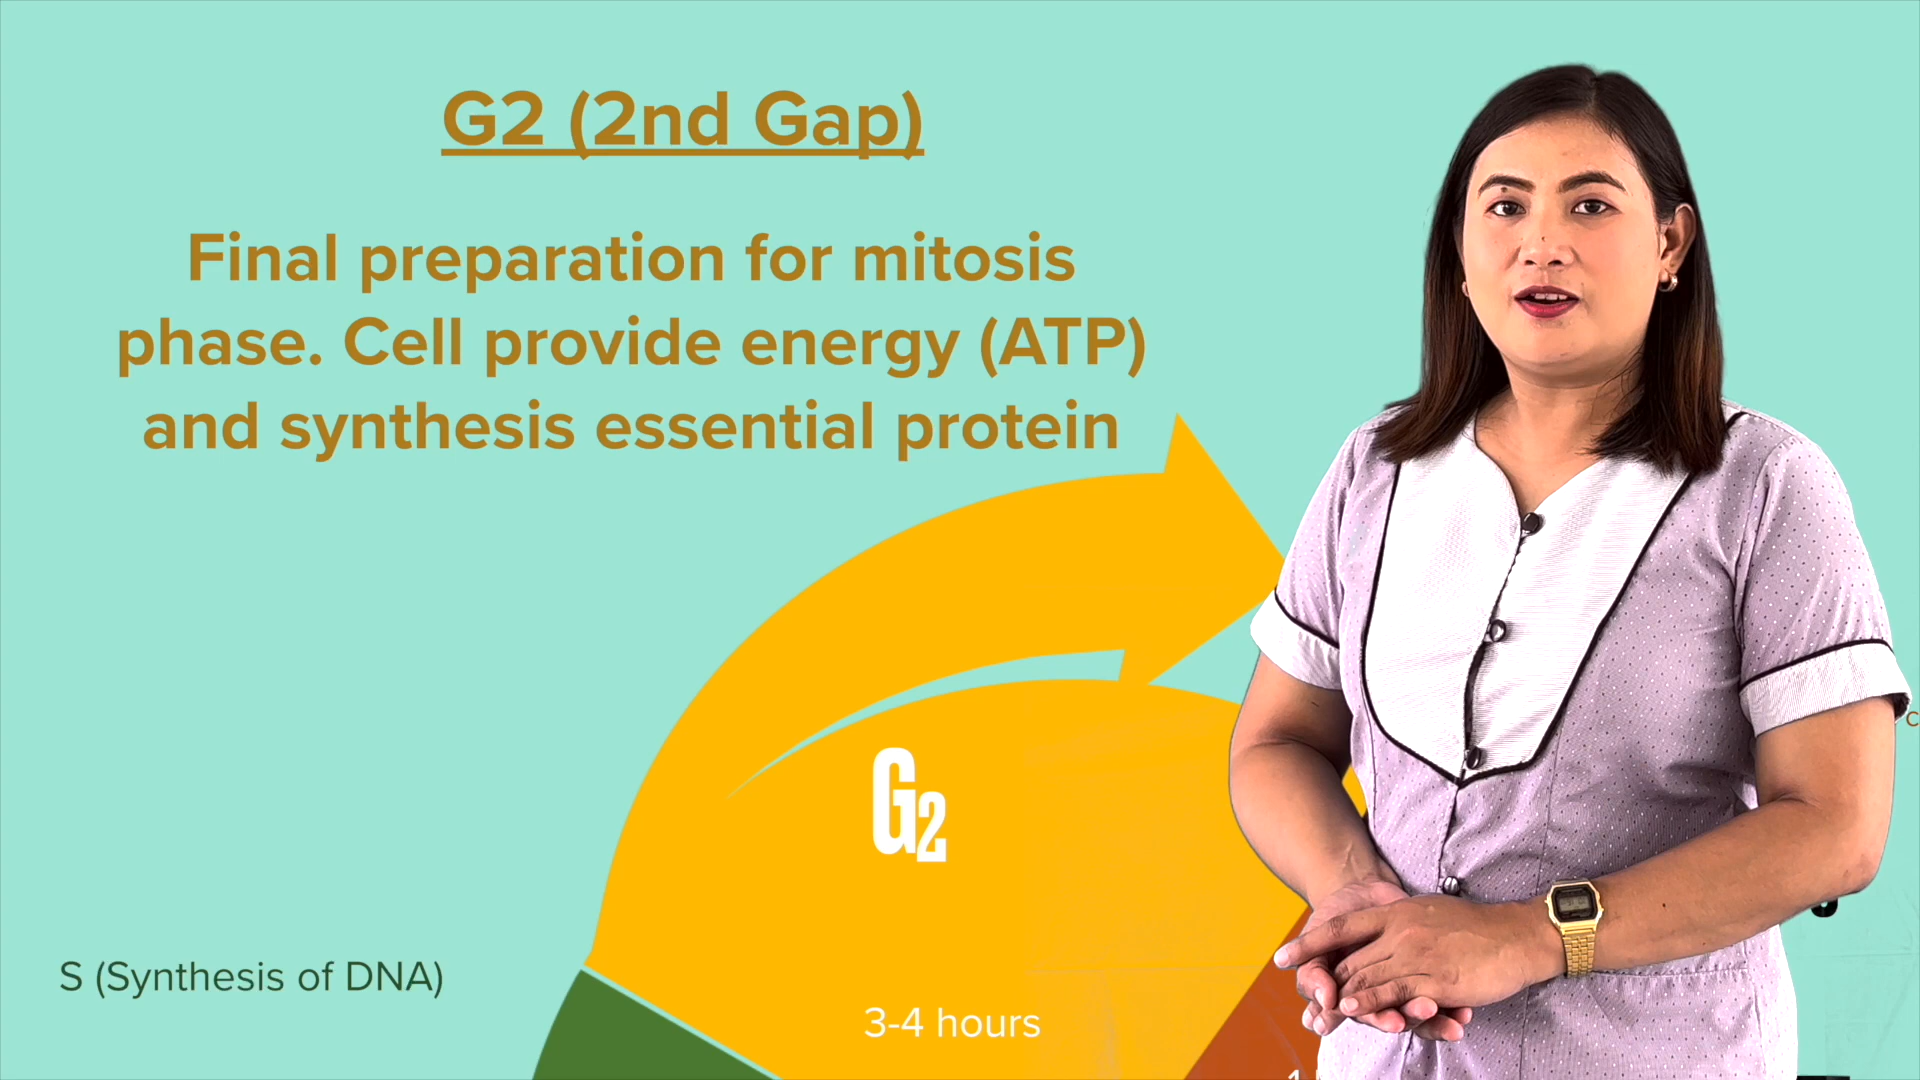 G2 (2nd Gap)
Final preparation for mitosis
phase. Cell provide energy (ATP)
and synthesis essential protein
G2
S (Synthesis of DNA)
3-4 hours